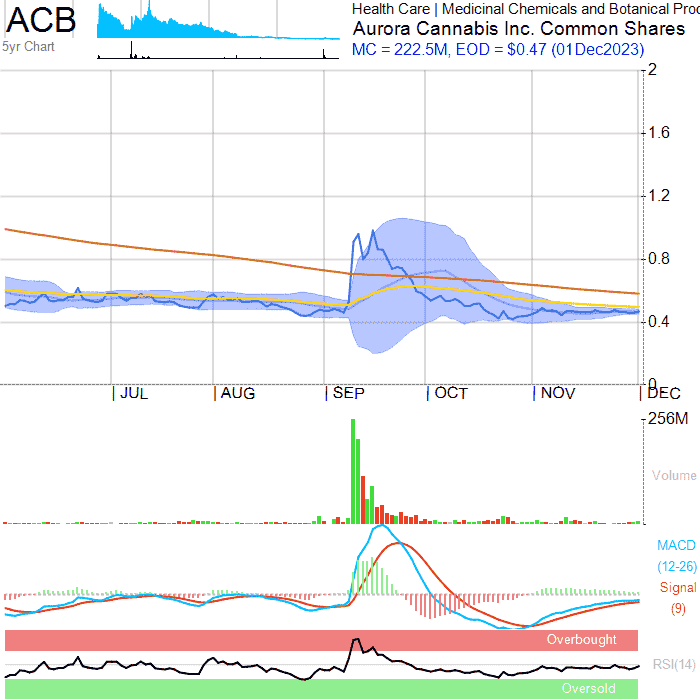 ACB
5yr Chart
Health Care | Medicinal Chemicals and Botanical Proc
Aurora Cannabis Inc. Common Shares
MC = 222.5M, EOD = $0.47 (01Dec2023)
2
1.6
1.2
0.8
0.4
0
JUL AUG SEP OCT NOV DEC
256M
Volume
MACD
(12-26)
Signal
(9)
Overbought
RSI(14)
Oversold